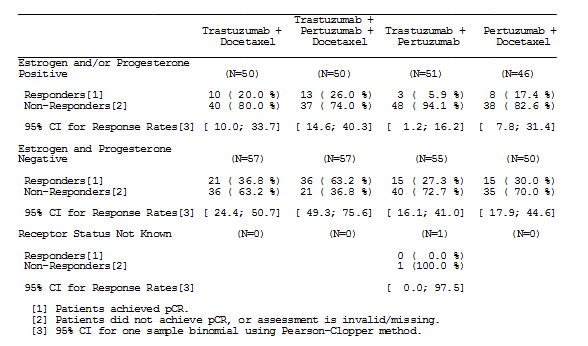 Trastuzumab +
Trastuzumab + Pertuzumab + Trastuzumab + Pertuzumab +
Docetaxel Docetaxel Pertuzumab Docetaxel
Estrogen and/or Progesterone
Positive (N=50) (N=50) (N=51) (N=46)
Responders[1] 10 ( 20.0 %) 13 ( 26.0 %) 3 ( 5.9 %) 8 ( 17.4 %)
Non-Responders[2] 40 ( 80.0 %) 37 ( 74.0 %) 48 ( 94.1 %) 38 ( 82.6 %)
95% CI for Response Rates[3] [ 10.0; 33.7) [ 14.6; 40.3] [ 1.2; 16.2] [ 7.8; 31.4]
Estrogen and Progesterone
Negative (N=57) (N=57) (N=55) (N=50)
Responders[1] 21 ( 36.8 %) 36 ( 63.2 %) 15 ( 27.3 %) 15 ( 30.0 %)
Non-Responders[2] 36 ( 63.2 %) 21 ( 36.8 %) 40 ( 72.7 %) 35 ( 70.0 %)
95% CI for Response Rates[3] [ 24.4; 50.7] [ 49.3; 75.6] [ 16.1; 41.0] [ 17.9; 44.6]
Receptor Status Not Known (N=0) (N=0) (N=1) (N=0)
Responders[1] 0 ( 0.0 %)
Non-Responders[2] 1 (100.0 %)
95% CI for Response Rates[3] [ 0.0; 97.5]
[1] Patients achieved pCR.
[2] Patients did not achieve pCR, or assessment is invalid/missing.
[3] 95% CI for one sample binomial using Pearson-Clopper method.